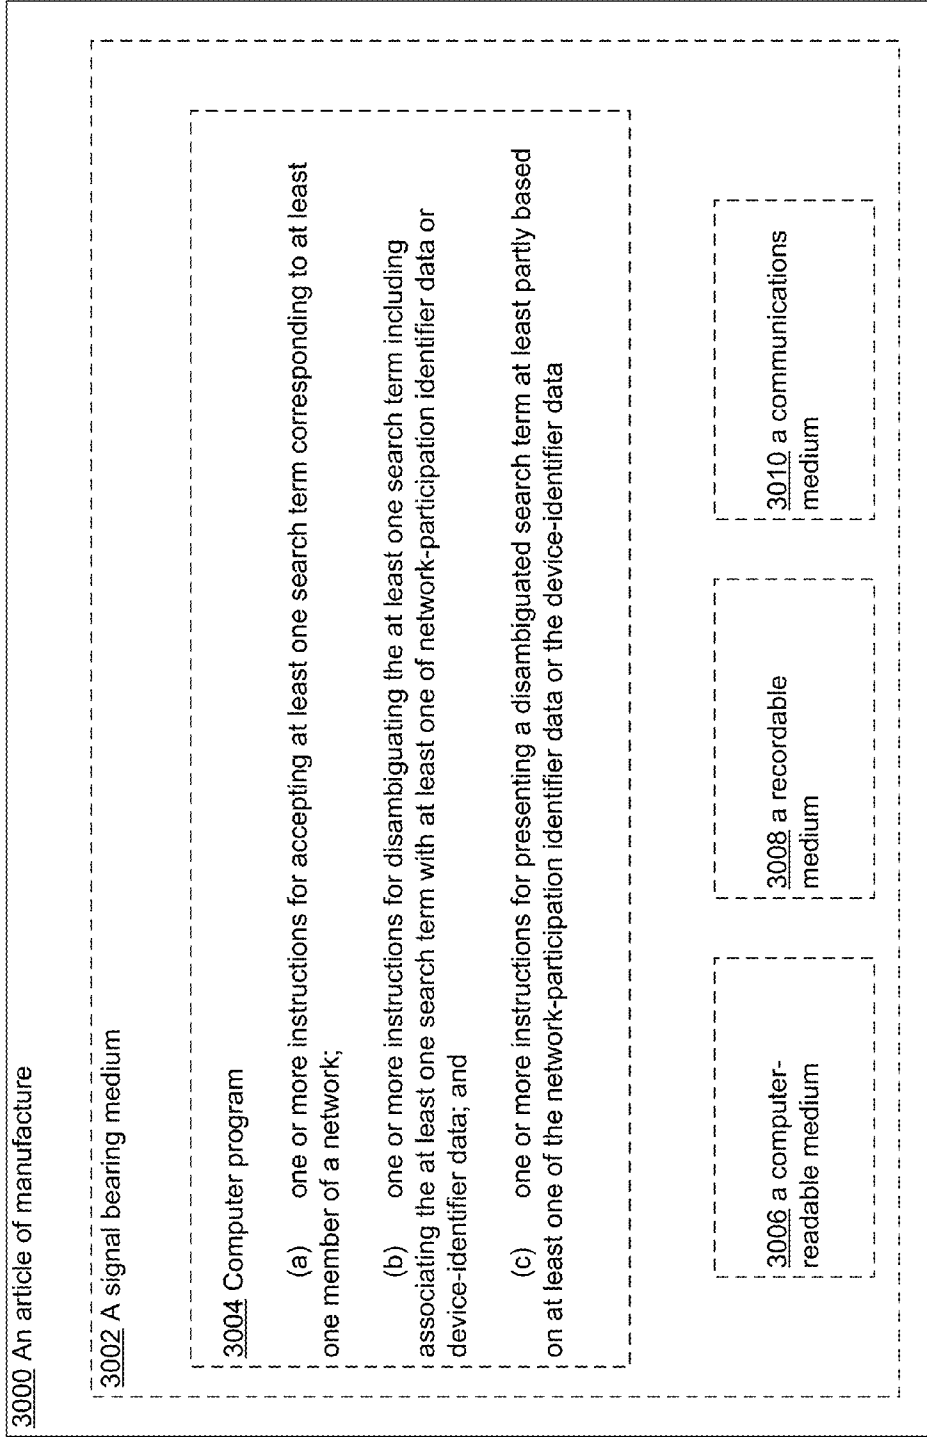 3000 An article of manufacture
3002 A signal bearing medium
3004 Computer program
(a) one or more instructions for accepting at least one search term corresponding to at least
one member of a network;
(b) one or more instructions for disambiguating the at least one search term including
associating the at least one search term with at least one of network-participation identifier data or
device-identifier data; and
(c) one or more instructions for presenting a disambiguated search term at least partly based
on at least one of the network-participation identifier data or the device-identifier data
3006 a computer-
readable medium
3008 a recordable
medium
3010 a communications
medium